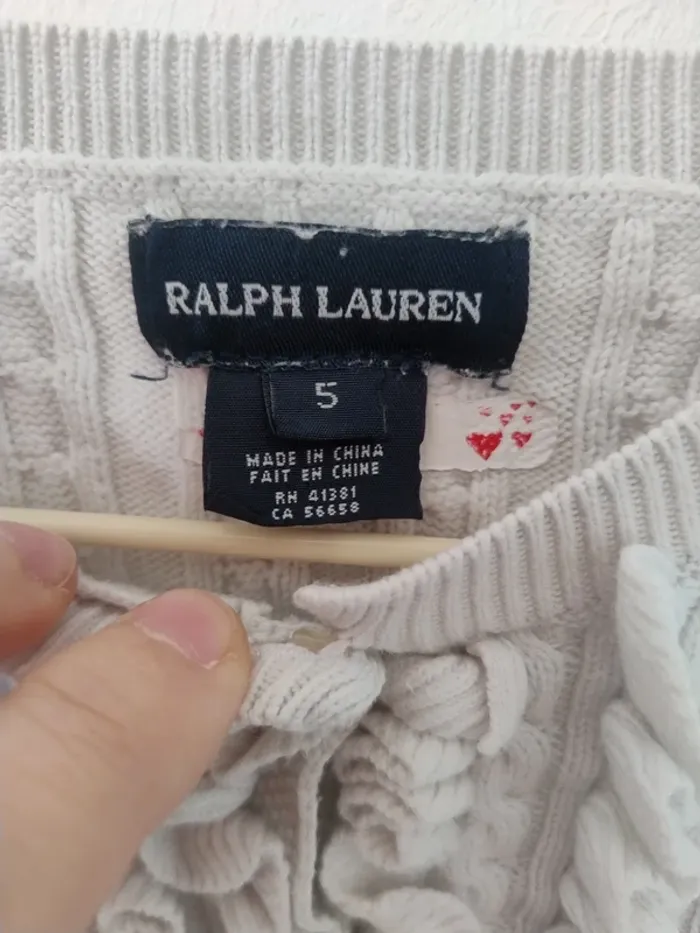 RALPH LAUREN
5
MADE IN CHINA
FAIT EN CHINE
RN 41381
CA 56658